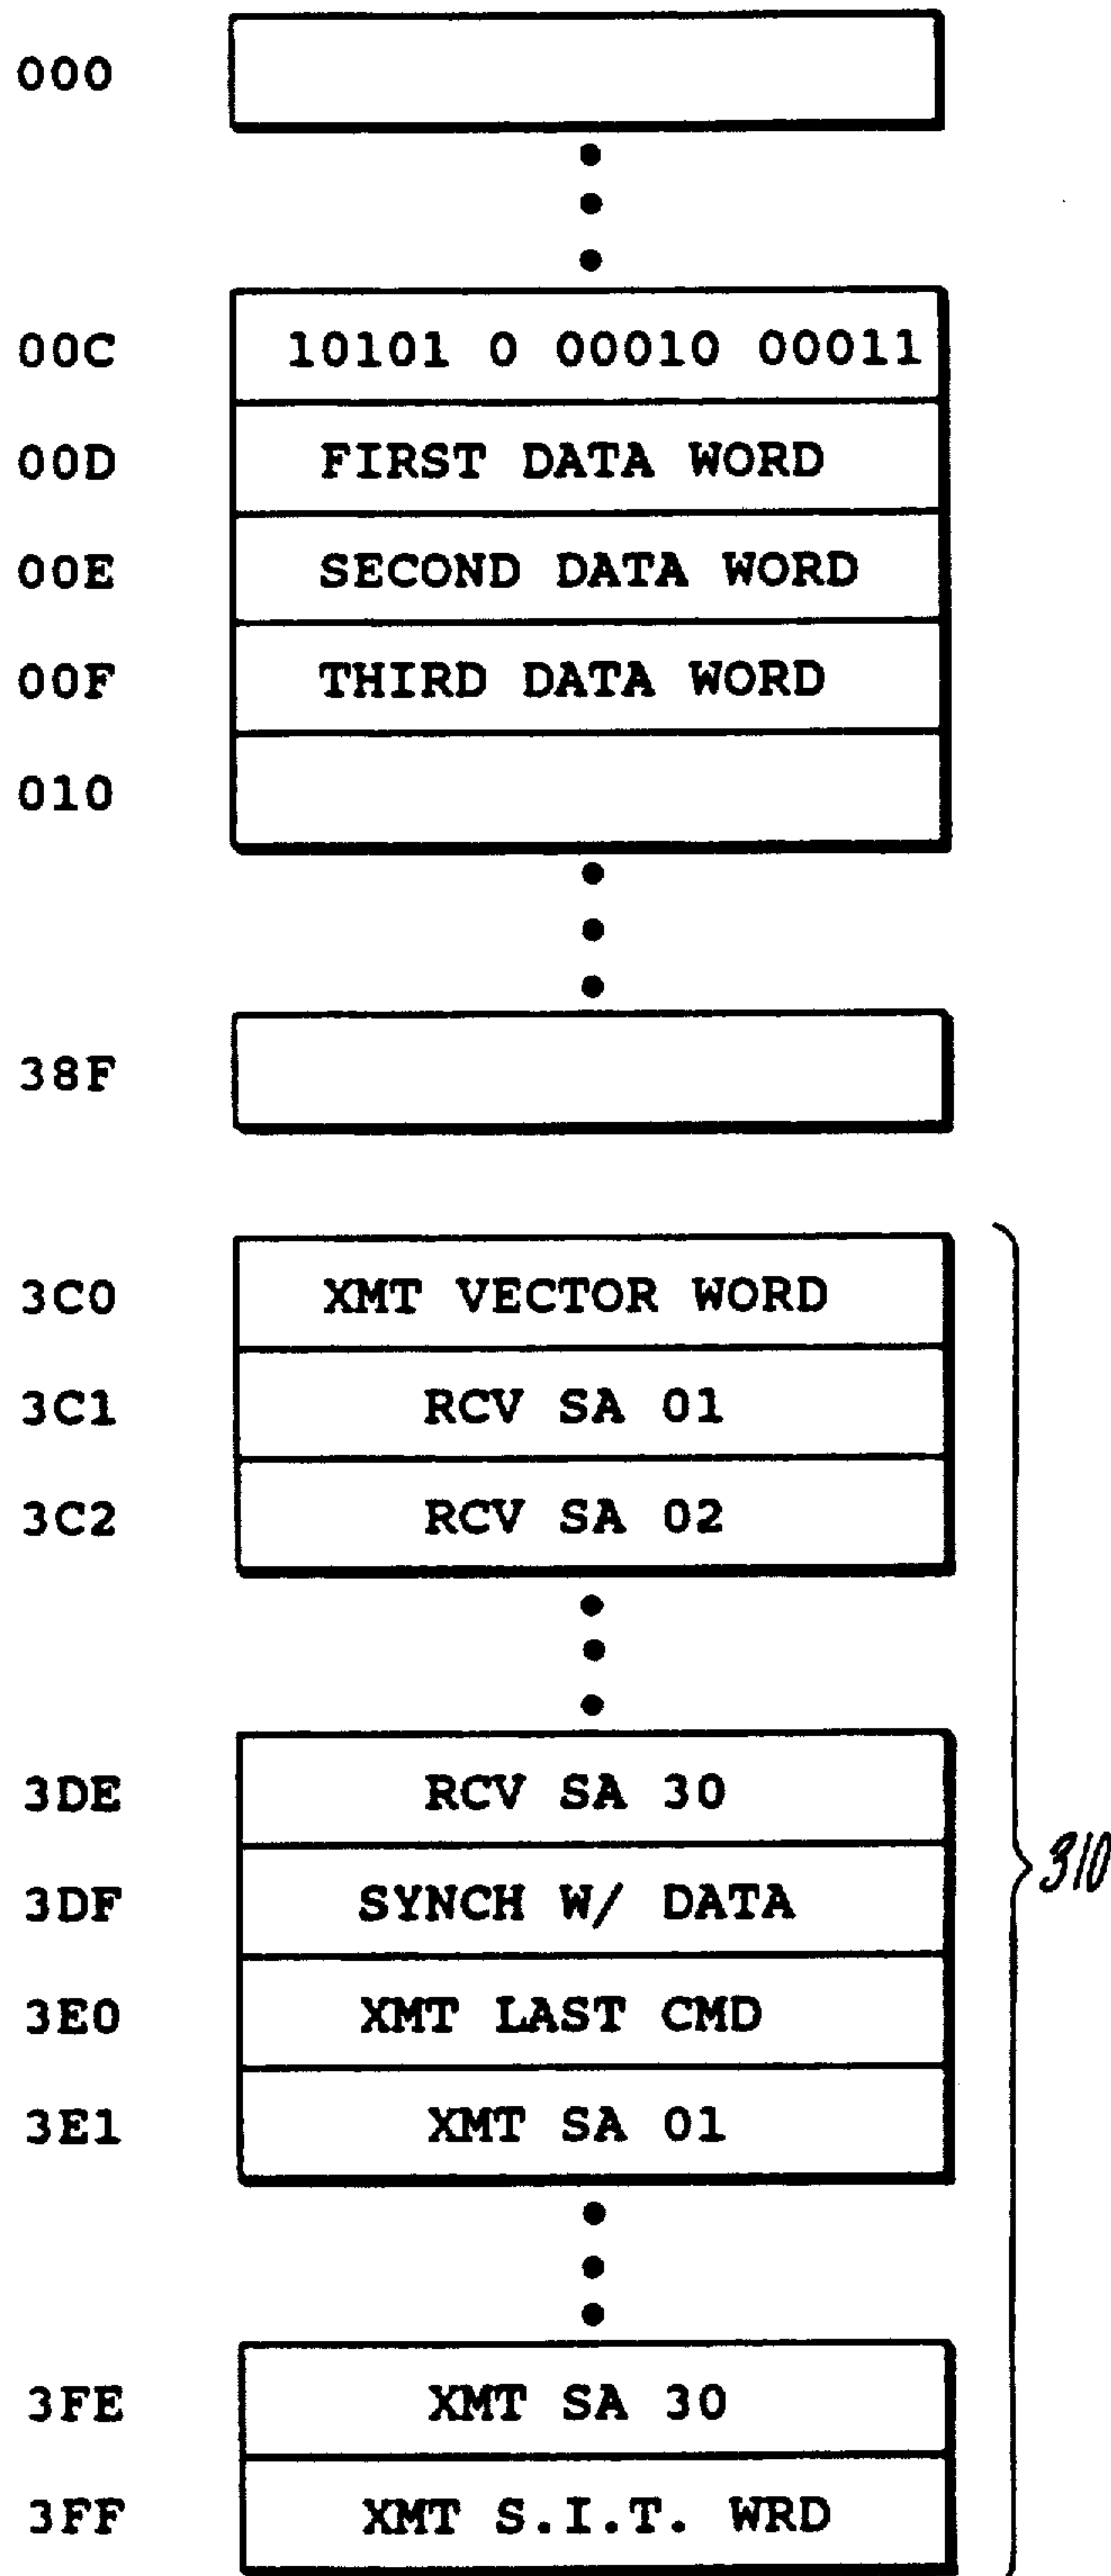 000
00C 10101 0 00010 00011
00D FIRST DATA WORD
00E SECOND DATA WORD
00F THIRD DATA WORD
010
38F
3C0 XMT VECTOR WORD
3C1 RCV SA 01
3C2 RCV SA 02
3DE RCV SA 30
310
3DF SYNCH W/ DATA
3E0 XMT LAST CMD
3E1 XMT SA 01
3FE XMT SA 30
3FF XMT S.I.T. WRD